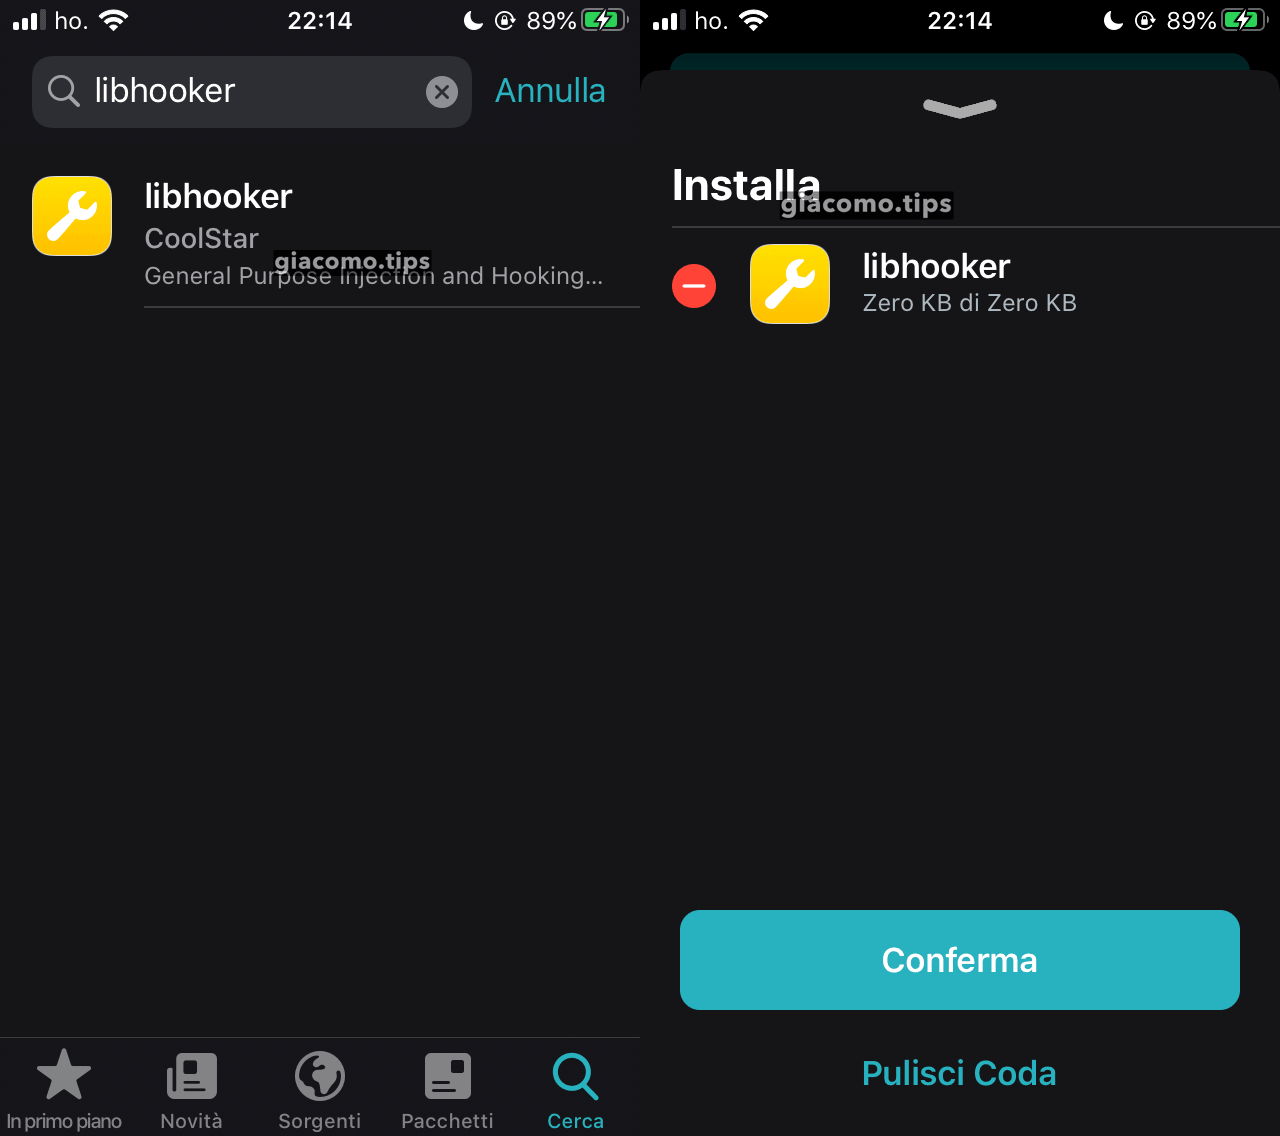 ho.
22:14
89%
libhooker
Annulla
libhooker
CoolStar
giacomo.tips
General Purpose Injection and Hooking...
In primo piano
Novità
Sorgenti
Pacchetti
Cerca
ho.
22:14
89%
Installa
giacomo.tips
libhooker
Zero KB di Zero KB
Conferma
Pulisci Coda